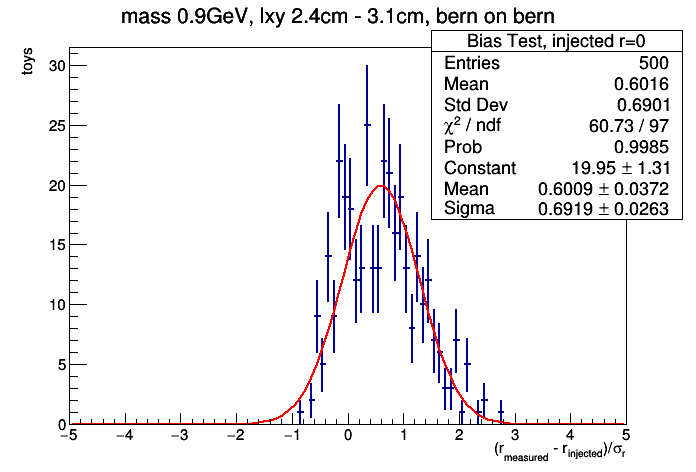 mass 0.9GeV, lxy 2.4cm - 3.1cm, bern on bern
Bias Test, injected r=0
Entries 500
Mean 0.6016
Std Dev 0.6901
χ² / ndf 60.73 / 97
Prob 0.9985
Constant 19.95 ± 1.31
Mean 0.6009 ± 0.0372
Sigma 0.6919 ± 0.0263
toys
30
25
20
15
10
5
0
−5 −4 −3 −2 −1 0 1 2 3 4 5
(r_measured - r_injected)/σ_r